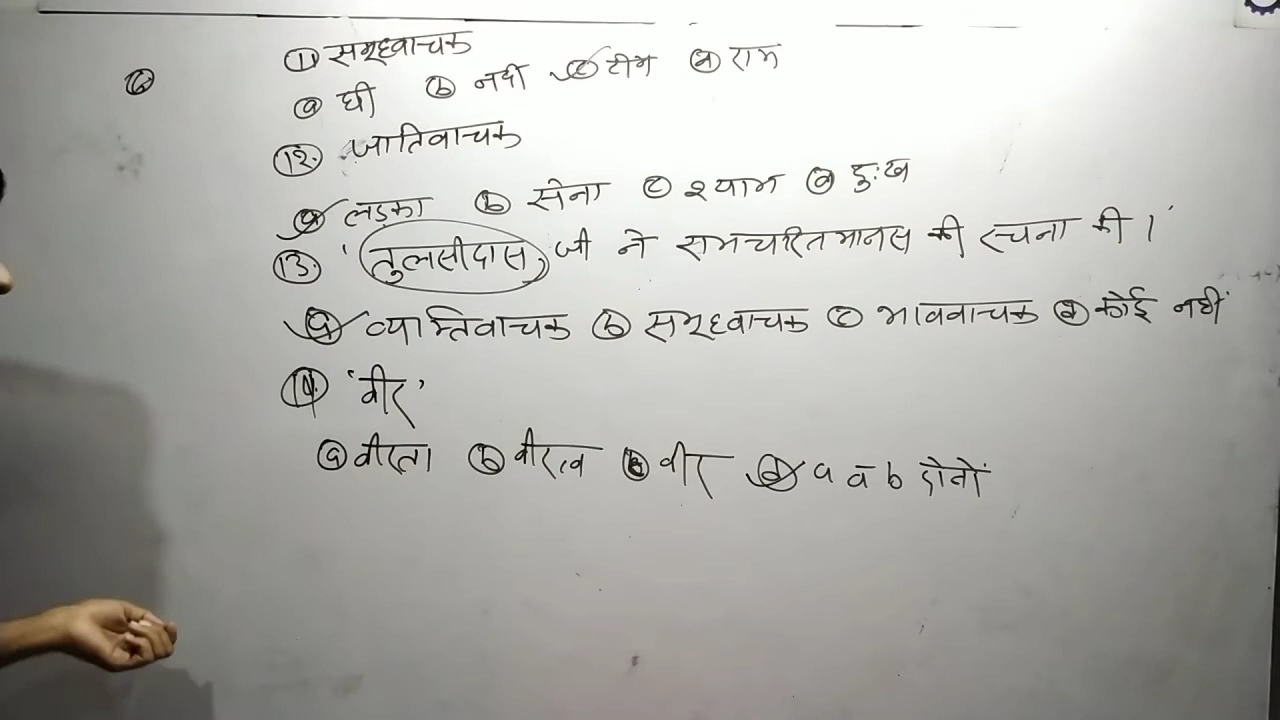 ⑪ समूहवाचक
ⓐ घी ⓑ नदी ⓒ टीम ⓓ राम
⑫. जातिवाचक
ⓐ लड़का ⓑ सेना ⓒ श्याम ⓓ दुःख
⑬. ' तुलसीदास, जी ने रामचरितमानस की रचना की ।'
ⓐ व्यक्तिवाचक ⓑ समूहवाचक ⓒ भाववाचक ⓓ कोई नहीं
⑭. 'वीर'
ⓐ वीरता ⓑ वीरत्व ⓒ वीर ⓓ a व b दोनों